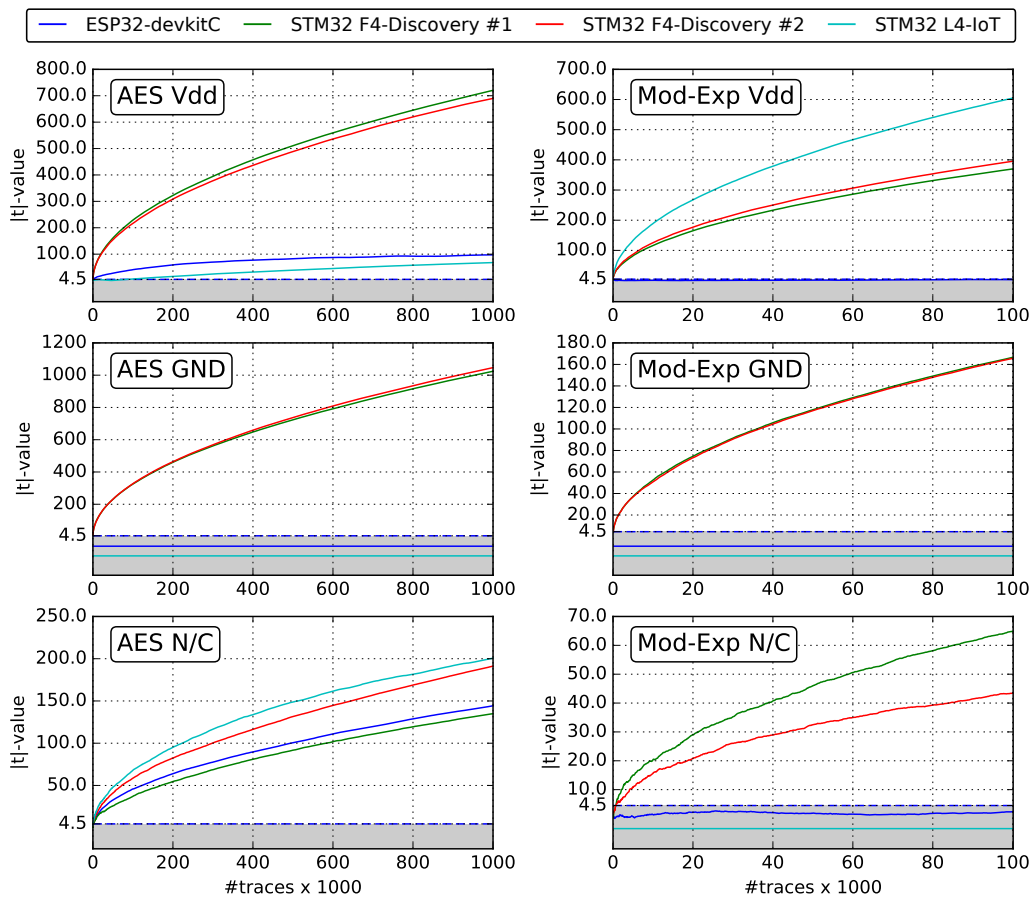 ESP32-devkitC STM32 F4-Discovery #1 STM32 F4-Discovery #2 STM32 L4-IoT
AES Vdd
|t|-value
800.0
700.0
600.0
500.0
400.0
300.0
200.0
100.0
4.5
0 200 400 600 800 1000
Mod-Exp Vdd
|t|-value
700.0
600.0
500.0
400.0
300.0
200.0
100.0
4.5
0 20 40 60 80 100
AES GND
|t|-value
1200
1000
800
600
400
200
4.5
0 200 400 600 800 1000
Mod-Exp GND
|t|-value
180.0
160.0
140.0
120.0
100.0
80.0
60.0
40.0
20.0
4.5
0 20 40 60 80 100
AES N/C
|t|-value
250.0
200.0
150.0
100.0
50.0
4.5
0 200 400 600 800 1000
#traces x 1000
Mod-Exp N/C
|t|-value
70.0
60.0
50.0
40.0
30.0
20.0
10.0
4.5
0 20 40 60 80 100
#traces x 1000